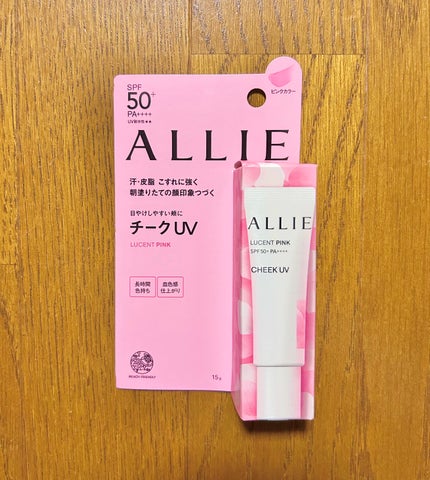 SPF
50+
PA++++
UV耐水性★★
ピンクカラー
ALLIE
汗・皮脂 こすれに強く
朝塗りたての顔印象つづく
日やけしやすい頬に
チークUV
LUCENT PINK
長時間
色持ち
血色感
仕上がり
BEACH FRIENDLY
15g
ALLIE
LUCENT PINK
SPF 50+ PA++++
CHEEK UV